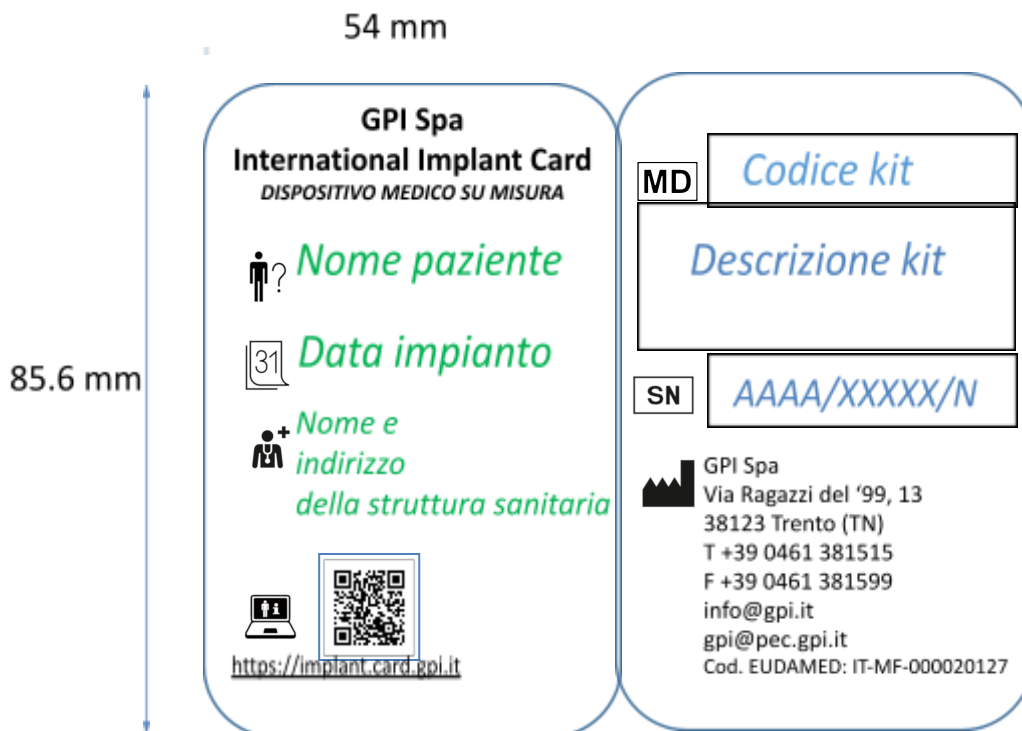 54 mm
85.6 mm
GPI Spa
International Implant Card
DISPOSITIVO MEDICO SU MISURA
?
Nome paziente
31
Data impianto
Nome e
indirizzo
della struttura sanitaria
https://implant.card.gpi.it
MD
Codice kit
Descrizione kit
SN
AAAA/XXXXX/N
GPI Spa
Via Ragazzi del ‘99, 13
38123 Trento (TN)
T +39 0461 381515
F +39 0461 381599
info@gpi.it
gpi@pec.gpi.it
Cod. EUDAMED: IT-MF-000020127